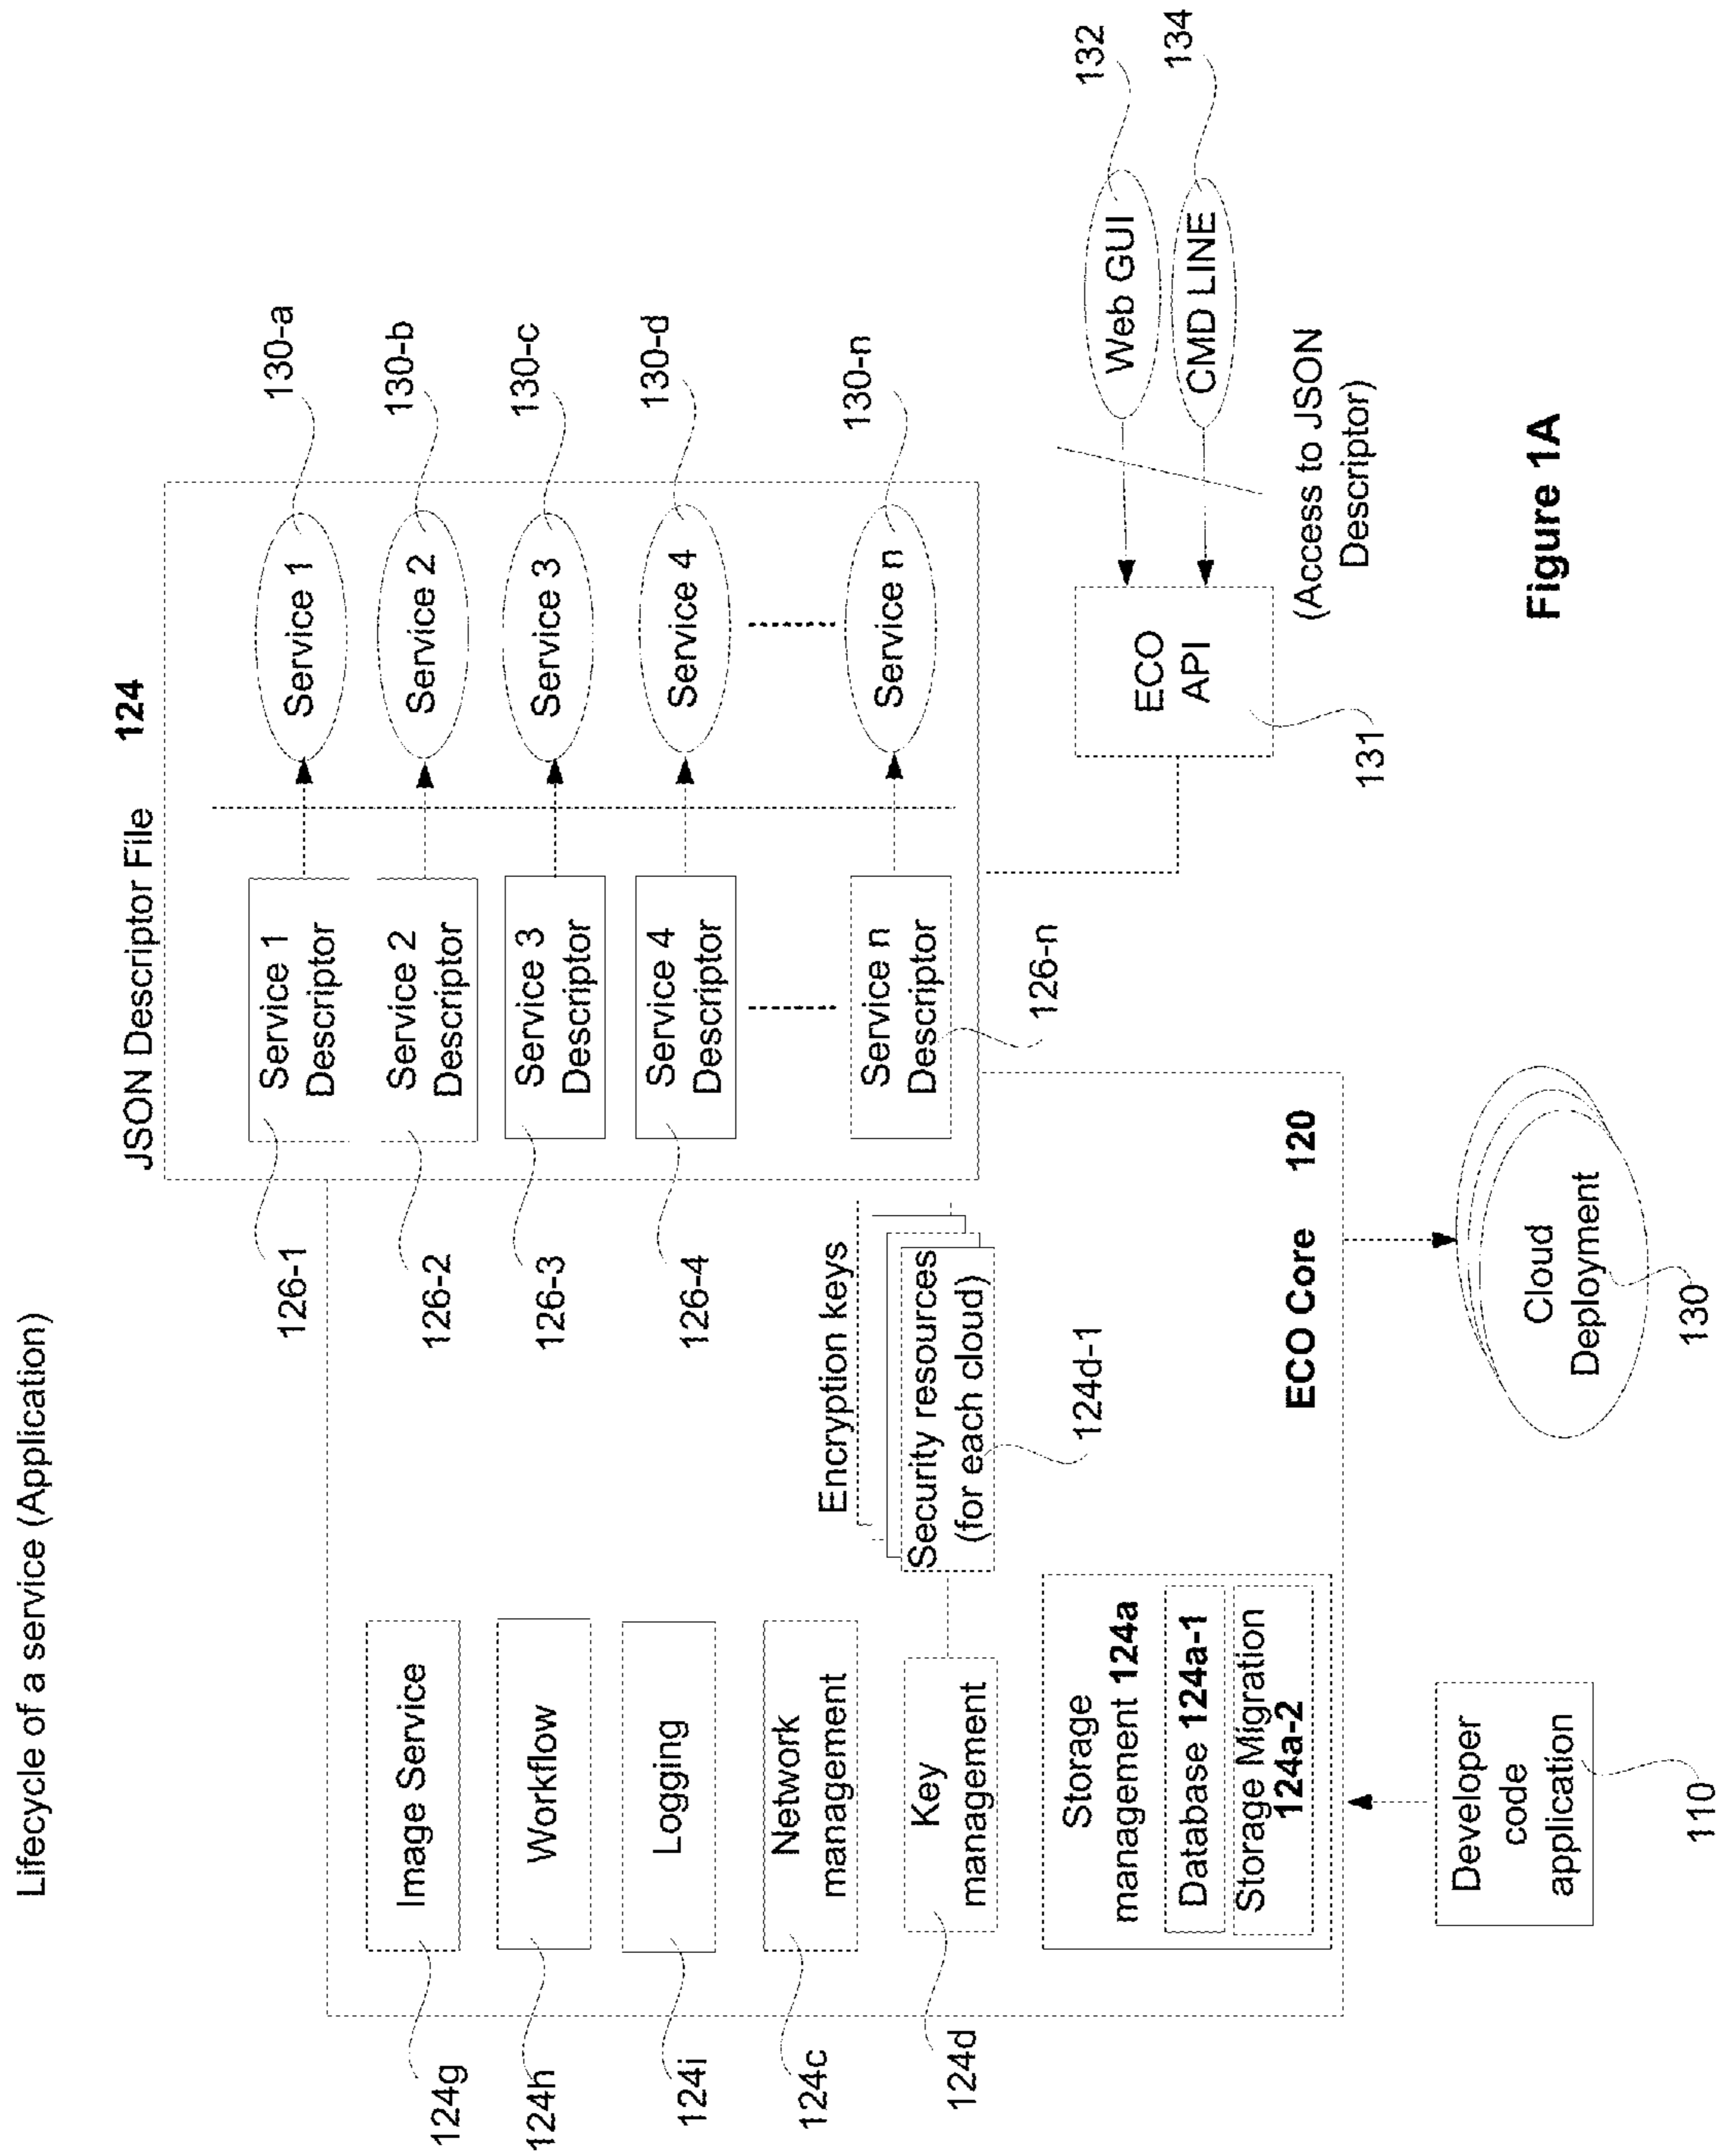 Lifecycle of a service (Application)
JSON Descriptor File 124
Service 1
Descriptor
Service 1
126-1
130-a
Service 2
Descriptor
Service 2
126-2
130-b
Service 3
Descriptor
Service 3
126-3
130-c
Service 4
Descriptor
Service 4
126-4
130-d
Service n
Descriptor
Service n
126-n
130-n
124g
Image Service
124h
Workflow
124i
Logging
124c
Network
management
124d
Key
management
Encryption keys
Security resources
(for each cloud)
124d-1
Storage
management 124a
Database 124a-1
Storage Migration
124a-2
ECO Core 120
ECO
API
131
Web GUI
132
CMD LINE
134
(Access to JSON
Descriptor)
Developer
code
application
110
Cloud
Deployment
130
Figure 1A